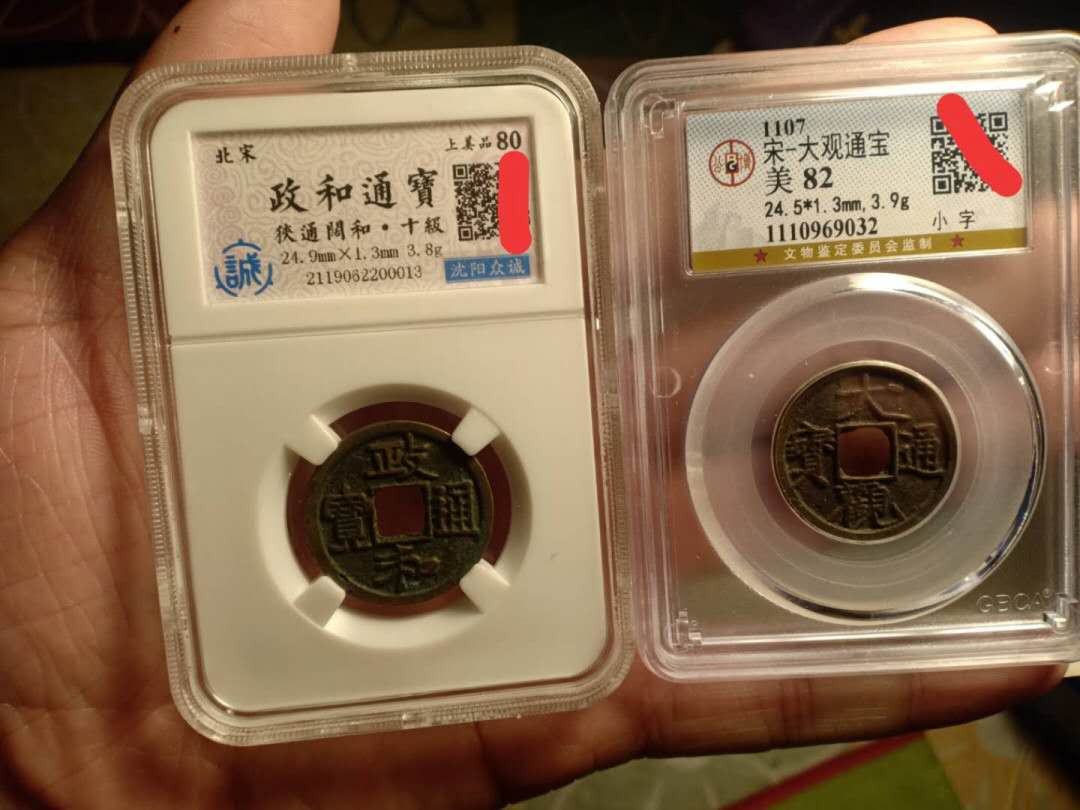 北宋
上美品80
政和通寶
狹通闊和·十級
24.9mm×1.3mm 3.8g
2119062200013
誠
沈阳众诚
政
和
通
寶
1107
宋-大观通宝
美 82
24.5*1.3mm,3.9g
1110969032
小字
文物鉴定委员会监制
大
觀
通
寶
GBCA